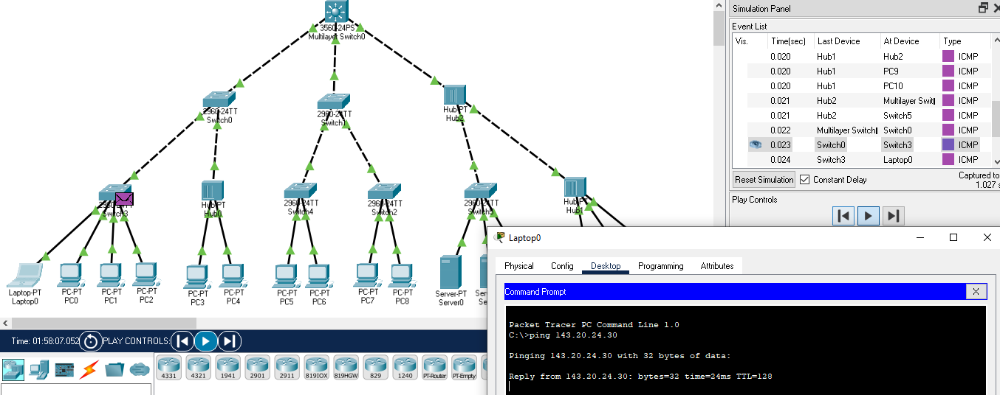 3560-24PS
Multilayer Switch0
2960-24TT
Switch0
2960-24TT
Switch1
Hub-PT
Hub2
2960-24TT
Switch3
Hub-PT
Hub0
2960-24TT
Switch4
2960-24TT
Switch2
2960-24TT
Switch5
Hub-PT
Hub1
Laptop-PT
Laptop0
PC-PT
PC0
PC-PT
PC1
PC-PT
PC2
PC-PT
PC3
PC-PT
PC4
PC-PT
PC5
PC-PT
PC6
PC-PT
PC7
PC-PT
PC8
Server-PT
Server0
Simulation Panel
Event List
Vis. Time(sec) Last Device At Device Type
0.020 Hub1 Hub2 ICMP
0.020 Hub1 PC9 ICMP
0.020 Hub1 PC10 ICMP
0.021 Hub2 Multilayer Swit ICMP
0.021 Hub2 Switch5 ICMP
0.022 Multilayer Switch Switch0 ICMP
0.023 Switch0 Switch3 ICMP
0.024 Switch3 Laptop0 ICMP
Reset Simulation Constant Delay Captured to
1.027 s
Play Controls
Laptop0
Physical Config Desktop Programming Attributes
Command Prompt X
Packet Tracer PC Command Line 1.0
C:\>ping 143.20.24.30
Pinging 143.20.24.30 with 32 bytes of data:
Reply from 143.20.24.30: bytes=32 time=24ms TTL=128
Time: 01:58:07.052 PLAY CONTROLS:
4331 4321 1941 2901 2911 819IOX 819HGW 829 1240 PT-Router PT-Empty